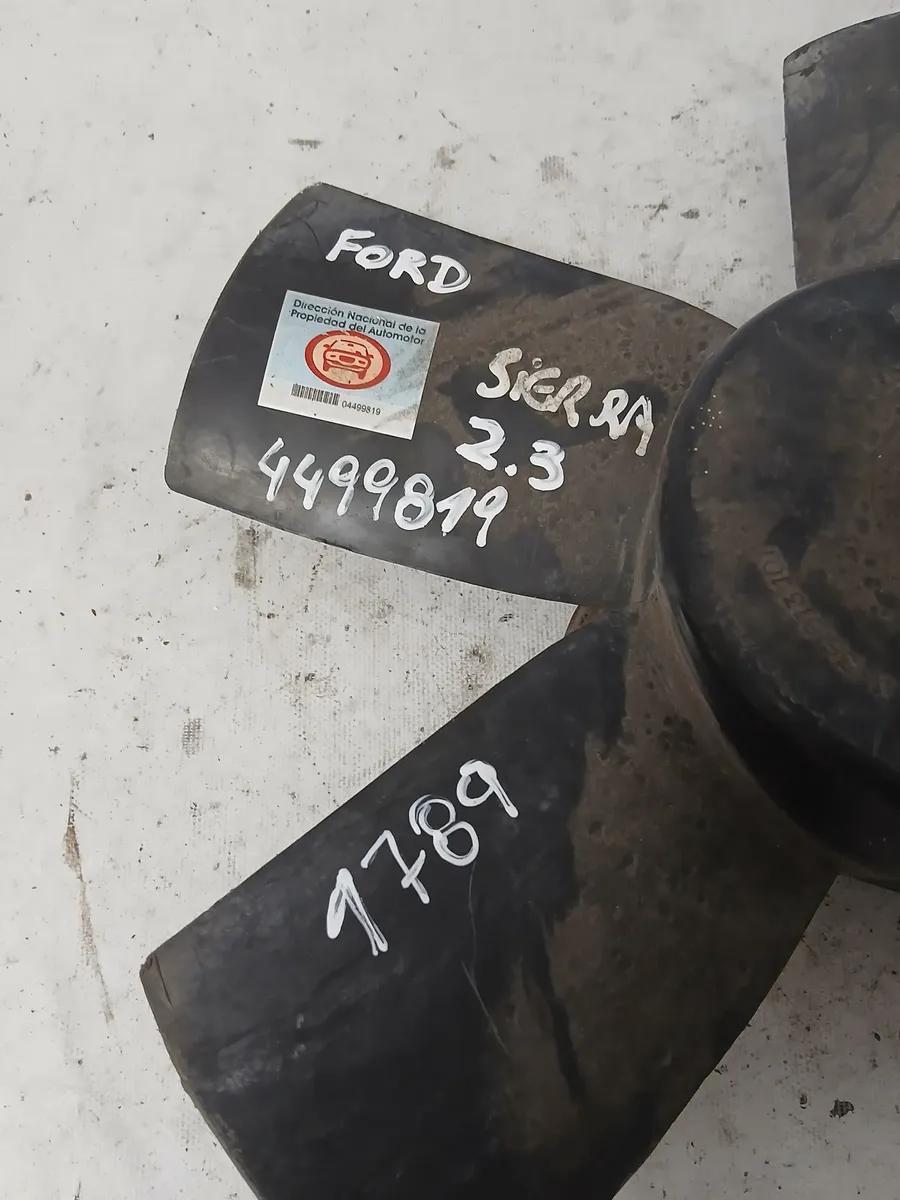 FORD
Dirección Nacional de la
Propiedad del Automotor
04499819
SIERRA
2.3
4499819
1789